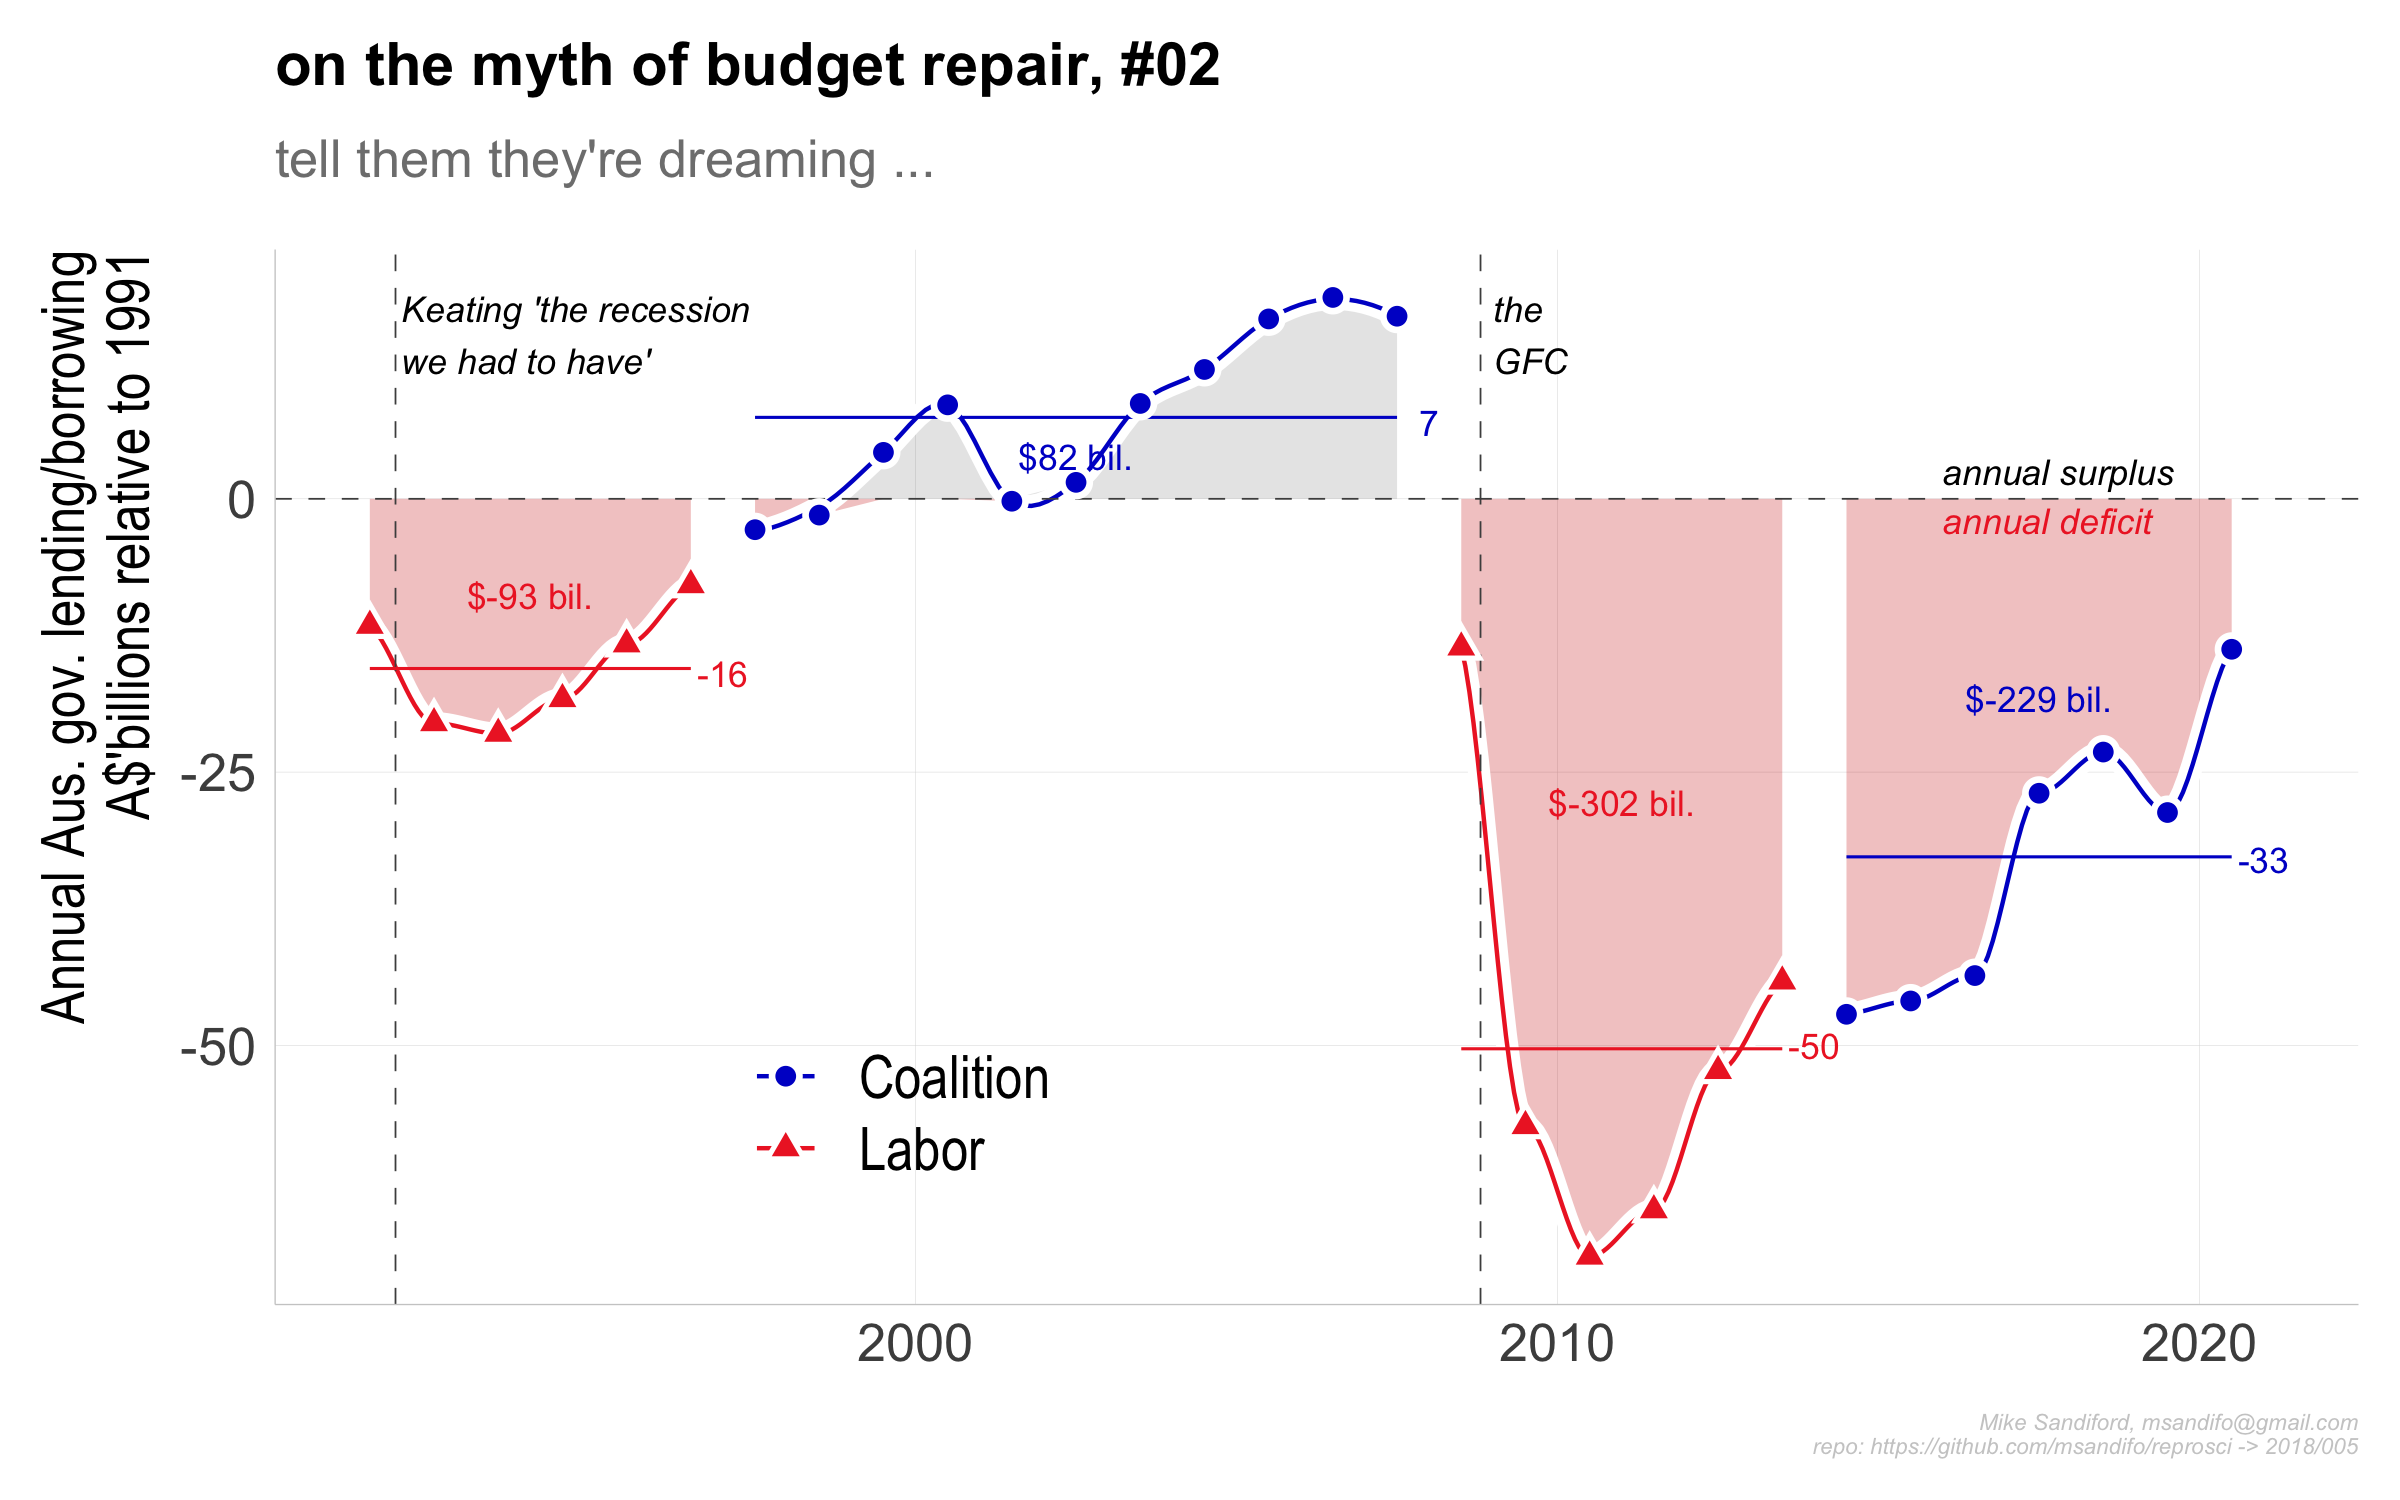 on the myth of budget repair, #02
tell them they're dreaming ...
Annual Aus. gov. lending/borrowing
A$'billions relative to 1991
Keating 'the recession
we had to have'
the
GFC
7
$82 bil.
annual surplus
annual deficit
0
$-93 bil.
-16
$-229 bil.
-25
$-302 bil.
-33
-50
-50
Coalition
Labor
2000
2010
2020
Mike Sandiford, msandifo@gmail.com
repo: https://github.com/msandifo/reprosci -> 2018/005